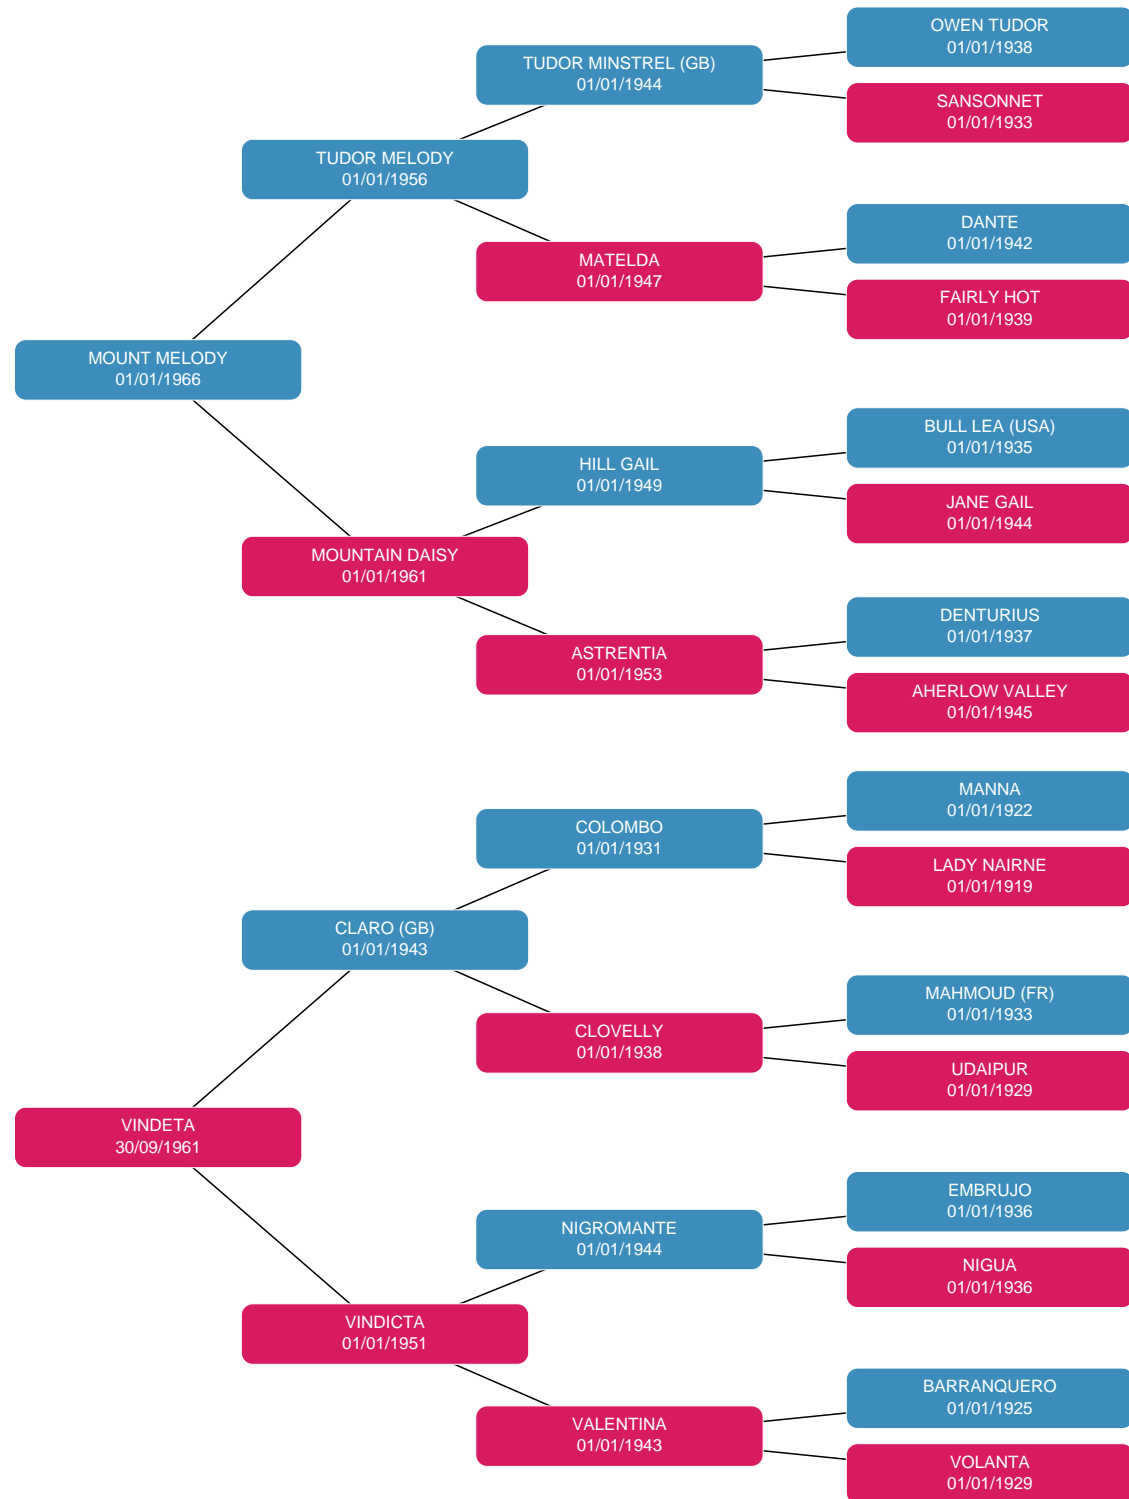 OWEN TUDOR
01/01/1938
TUDOR MINSTREL (GB)
01/01/1944
SANSONNET
01/01/1933
TUDOR MELODY
01/01/1956
DANTE
01/01/1942
MATELDA
01/01/1947
FAIRLY HOT
01/01/1939
MOUNT MELODY
01/01/1966
BULL LEA (USA)
01/01/1935
HILL GAIL
01/01/1949
JANE GAIL
01/01/1944
MOUNTAIN DAISY
01/01/1961
DENTURIUS
01/01/1937
ASTRENTIA
01/01/1953
AHERLOW VALLEY
01/01/1945
MANNA
01/01/1922
COLOMBO
01/01/1931
LADY NAIRNE
01/01/1919
CLARO (GB)
01/01/1943
MAHMOUD (FR)
01/01/1933
CLOVELLY
01/01/1938
UDAIPUR
01/01/1929
VINDETA
30/09/1961
EMBRUJO
01/01/1936
NIGROMANTE
01/01/1944
NIGUA
01/01/1936
VINDICTA
01/01/1951
BARRANQUERO
01/01/1925
VALENTINA
01/01/1943
VOLANTA
01/01/1929